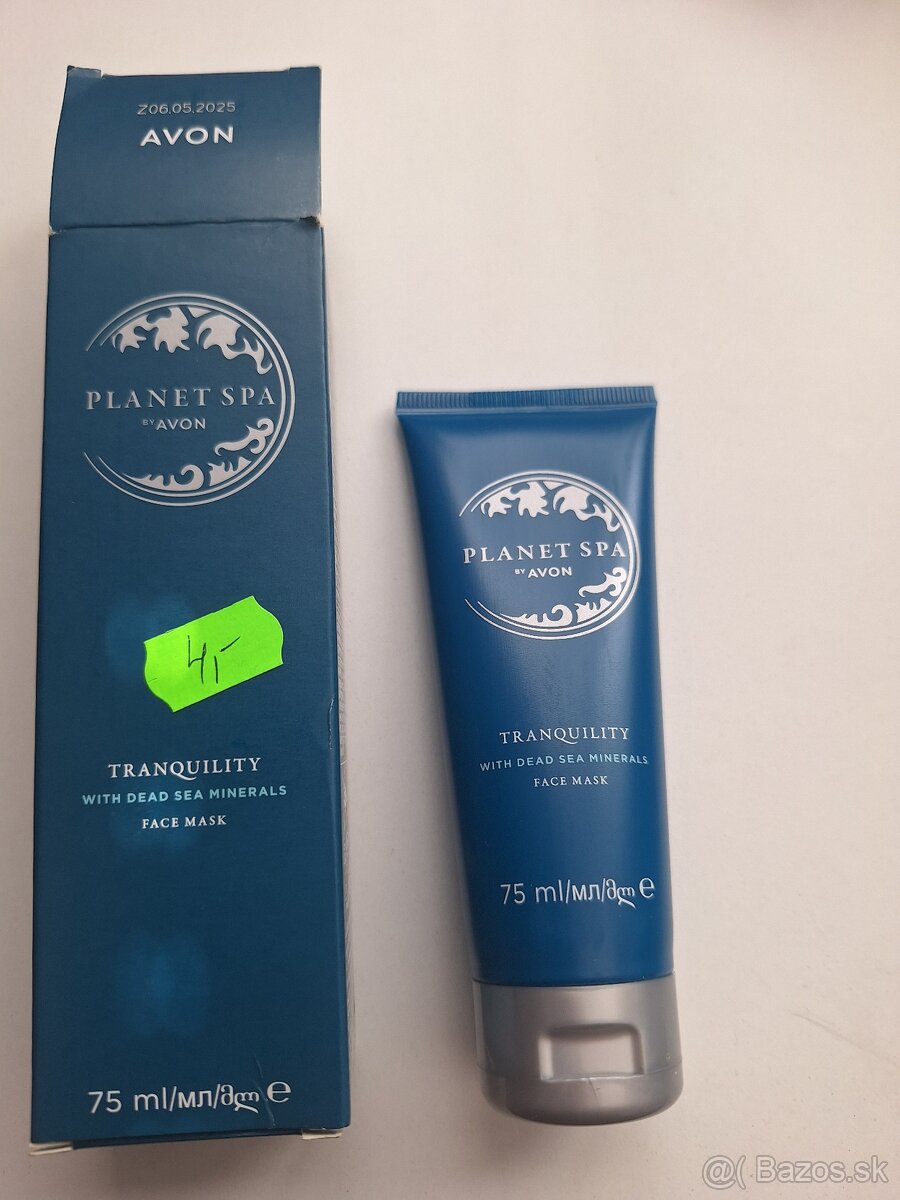 Z06.05.2025
AVON
PLANET SPA
BY AVON
4,-
TRANQUILITY
WITH DEAD SEA MINERALS
FACE MASK
75 ml/мл/მლ ℮
PLANET SPA
BY AVON
TRANQUILITY
WITH DEAD SEA MINERALS
FACE MASK
75 ml/мл/მლ ℮
@( Bazos.sk